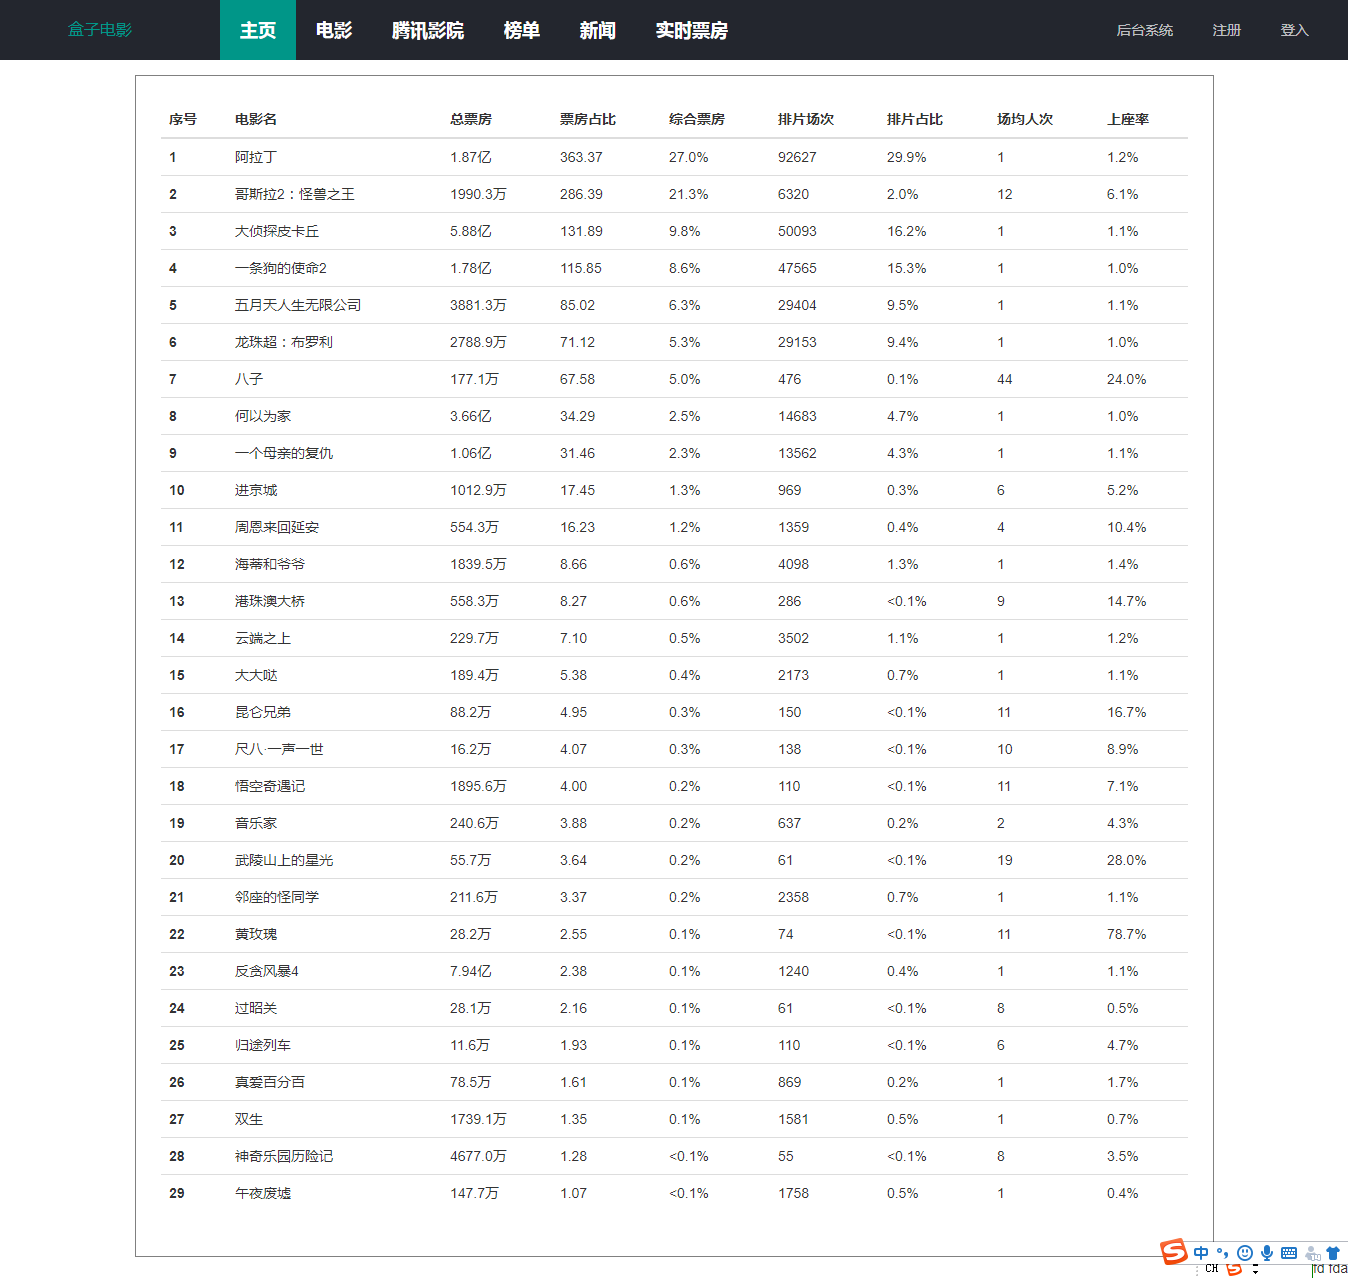 盒子电影 主页 电影 腾讯影院 榜单 新闻 实时票房 后台系统 注册 登入
序号 电影名 总票房 票房占比 综合票房 排片场次 排片占比 场均人次 上座率
1 阿拉丁 1.87亿 363.37 27.0% 92627 29.9% 1 1.2%
2 哥斯拉2：怪兽之王 1990.3万 286.39 21.3% 6320 2.0% 12 6.1%
3 大侦探皮卡丘 5.88亿 131.89 9.8% 50093 16.2% 1 1.1%
4 一条狗的使命2 1.78亿 115.85 8.6% 47565 15.3% 1 1.0%
5 五月天人生无限公司 3881.3万 85.02 6.3% 29404 9.5% 1 1.1%
6 龙珠超：布罗利 2788.9万 71.12 5.3% 29153 9.4% 1 1.0%
7 八子 177.1万 67.58 5.0% 476 0.1% 44 24.0%
8 何以为家 3.66亿 34.29 2.5% 14683 4.7% 1 1.0%
9 一个母亲的复仇 1.06亿 31.46 2.3% 13562 4.3% 1 1.1%
10 进京城 1012.9万 17.45 1.3% 969 0.3% 6 5.2%
11 周恩来回延安 554.3万 16.23 1.2% 1359 0.4% 4 10.4%
12 海蒂和爷爷 1839.5万 8.66 0.6% 4098 1.3% 1 1.4%
13 港珠澳大桥 558.3万 8.27 0.6% 286 <0.1% 9 14.7%
14 云端之上 229.7万 7.10 0.5% 3502 1.1% 1 1.2%
15 大大哒 189.4万 5.38 0.4% 2173 0.7% 1 1.1%
16 昆仑兄弟 88.2万 4.95 0.3% 150 <0.1% 11 16.7%
17 尺八·一声一世 16.2万 4.07 0.3% 138 <0.1% 10 8.9%
18 悟空奇遇记 1895.6万 4.00 0.2% 110 <0.1% 11 7.1%
19 音乐家 240.6万 3.88 0.2% 637 0.2% 2 4.3%
20 武陵山上的星光 55.7万 3.64 0.2% 61 <0.1% 19 28.0%
21 邻座的怪同学 211.6万 3.37 0.2% 2358 0.7% 1 1.1%
22 黄玫瑰 28.2万 2.55 0.1% 74 <0.1% 11 78.7%
23 反贪风暴4 7.94亿 2.38 0.1% 1240 0.4% 1 1.1%
24 过昭关 28.1万 2.16 0.1% 61 <0.1% 8 0.5%
25 归途列车 11.6万 1.93 0.1% 110 <0.1% 6 4.7%
26 真爱百分百 78.5万 1.61 0.1% 869 0.2% 1 1.7%
27 双生 1739.1万 1.35 0.1% 1581 0.5% 1 0.7%
28 神奇乐园历险记 4677.0万 1.28 <0.1% 55 <0.1% 8 3.5%
29 午夜废墟 147.7万 1.07 <0.1% 1758 0.5% 1 0.4%
S 中
CH S fd fda